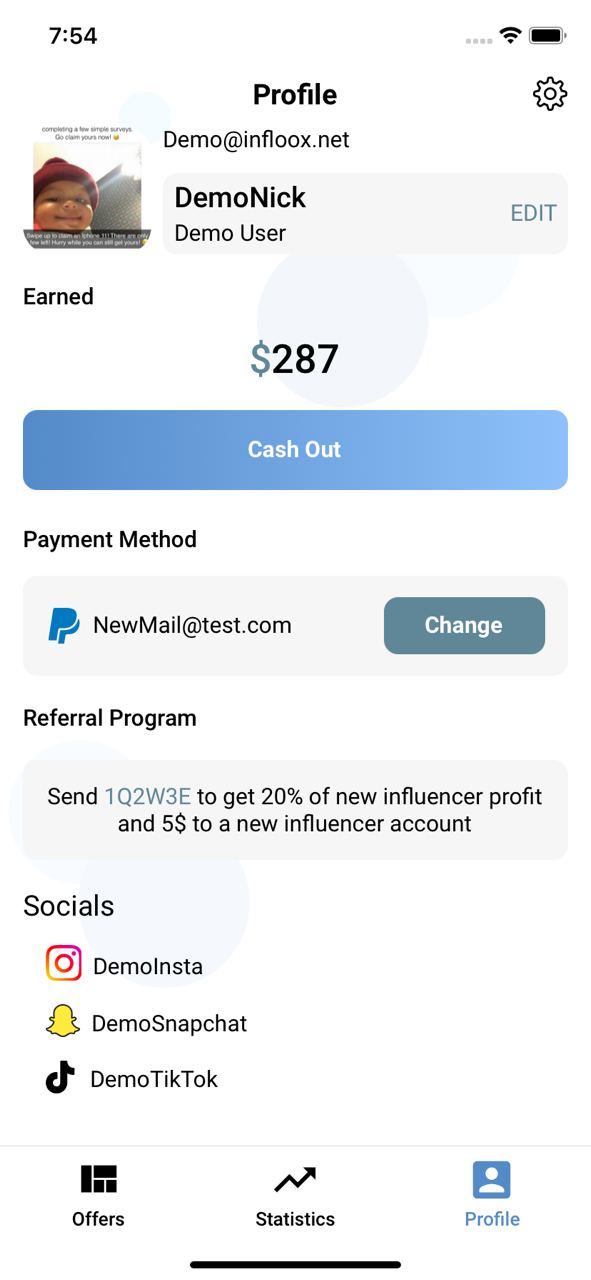 7:54
Profile
completing a few simple surveys.
Go claim yours now! 😂
Demo@infloox.net
DemoNick
Demo User
EDIT
Swipe up to claim an Iphone 11! There are only
few left! Hurry while you can still get yours!
Earned
$287
Cash Out
Payment Method
NewMail@test.com
Change
Referral Program
Send 1Q2W3E to get 20% of new influencer profit
and 5$ to a new influencer account
Socials
DemoInsta
DemoSnapchat
DemoTikTok
Offers
Statistics
Profile